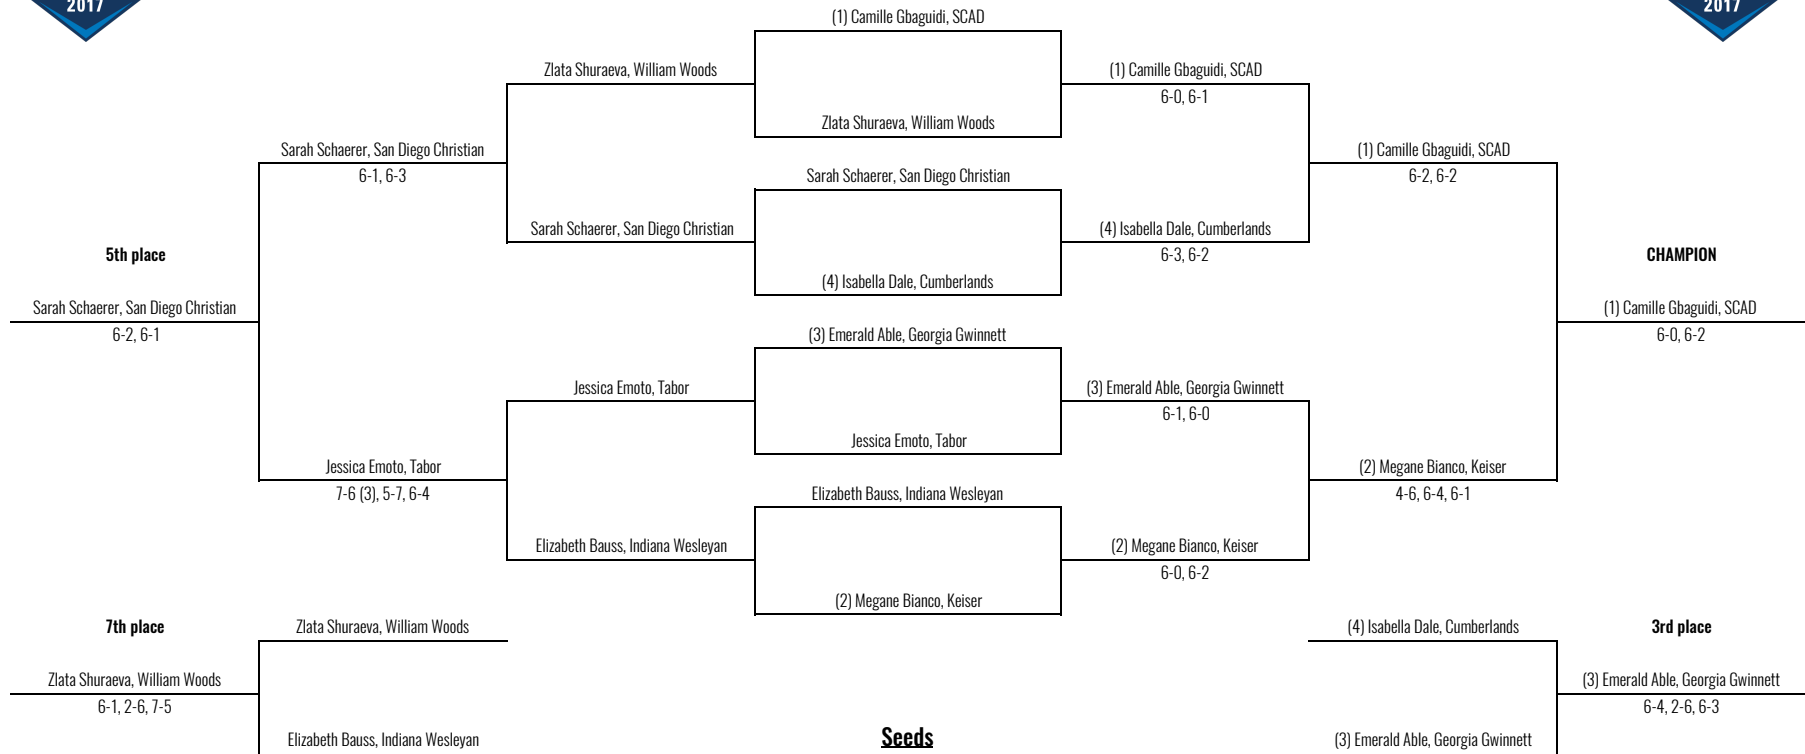 2017
2017
(1) Camille Gbaguidi, SCAD
Zlata Shuraeva, William Woods
(1) Camille Gbaguidi, SCAD
6-0, 6-1
Zlata Shuraeva, William Woods
Sarah Schaerer, San Diego Christian
6-1, 6-3
(1) Camille Gbaguidi, SCAD
6-2, 6-2
Sarah Schaerer, San Diego Christian
Sarah Schaerer, San Diego Christian
(4) Isabella Dale, Cumberlands
6-3, 6-2
5th place
CHAMPION
(4) Isabella Dale, Cumberlands
Sarah Schaerer, San Diego Christian
6-2, 6-1
(1) Camille Gbaguidi, SCAD
6-0, 6-2
(3) Emerald Able, Georgia Gwinnett
Jessica Emoto, Tabor
(3) Emerald Able, Georgia Gwinnett
6-1, 6-0
Jessica Emoto, Tabor
Jessica Emoto, Tabor
7-6 (3), 5-7, 6-4
(2) Megane Bianco, Keiser
4-6, 6-4, 6-1
Elizabeth Bauss, Indiana Wesleyan
Elizabeth Bauss, Indiana Wesleyan
(2) Megane Bianco, Keiser
6-0, 6-2
(2) Megane Bianco, Keiser
7th place
Zlata Shuraeva, William Woods
(4) Isabella Dale, Cumberlands
3rd place
Zlata Shuraeva, William Woods
6-1, 2-6, 7-5
(3) Emerald Able, Georgia Gwinnett
6-4, 2-6, 6-3
Elizabeth Bauss, Indiana Wesleyan
Seeds
(3) Emerald Able, Georgia Gwinnett